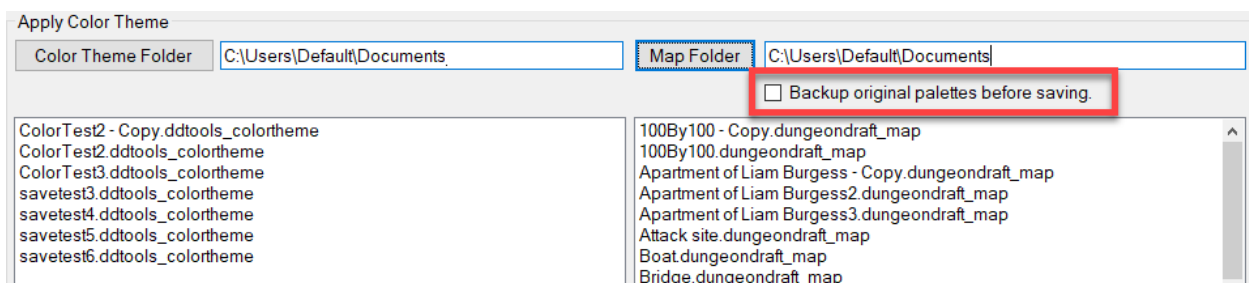 Apply Color Theme
Color Theme Folder C:\Users\Default\Documents Map Folder C:\Users\Default\Documents
Backup original palettes before saving.
ColorTest2 - Copy.ddtools_colortheme
ColorTest2.ddtools_colortheme
ColorTest3.ddtools_colortheme
savetest3.ddtools_colortheme
savetest4.ddtools_colortheme
savetest5.ddtools_colortheme
savetest6.ddtools_colortheme
100By100 - Copy.dungeondraft_map
100By100.dungeondraft_map
Apartment of Liam Burgess - Copy.dungeondraft_map
Apartment of Liam Burgess2.dungeondraft_map
Apartment of Liam Burgess3.dungeondraft_map
Attack site.dungeondraft_map
Boat.dungeondraft_map
Bridge.dungeondraft_map